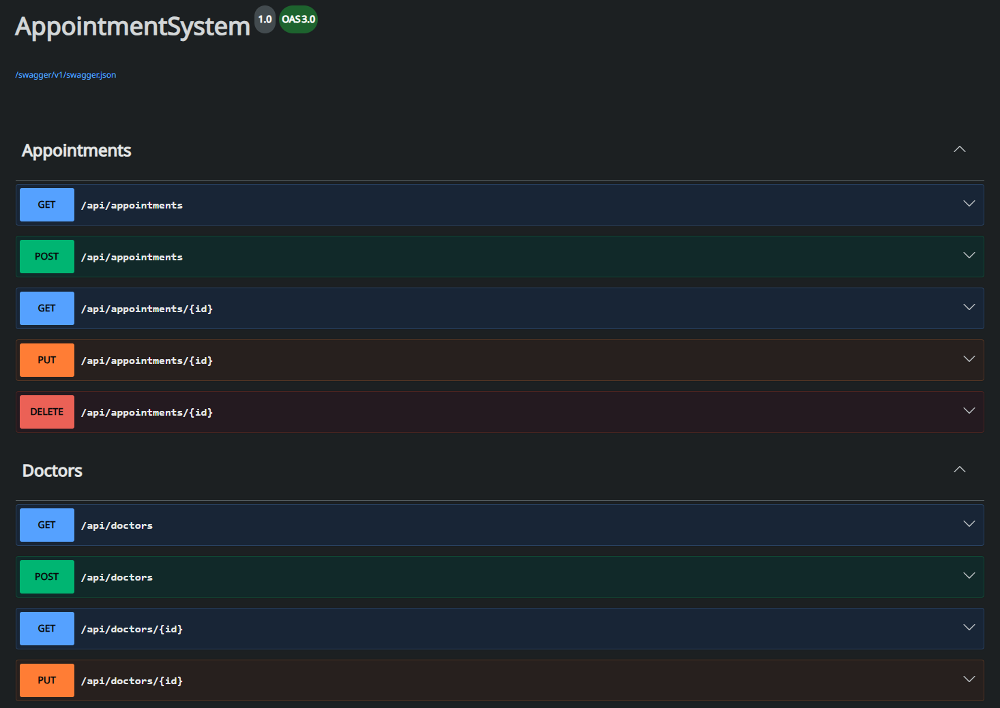 AppointmentSystem 1.0 OAS 3.0
/swagger/v1/swagger.json
Appointments
GET /api/appointments
POST /api/appointments
GET /api/appointments/{id}
PUT /api/appointments/{id}
DELETE /api/appointments/{id}
Doctors
GET /api/doctors
POST /api/doctors
GET /api/doctors/{id}
PUT /api/doctors/{id}